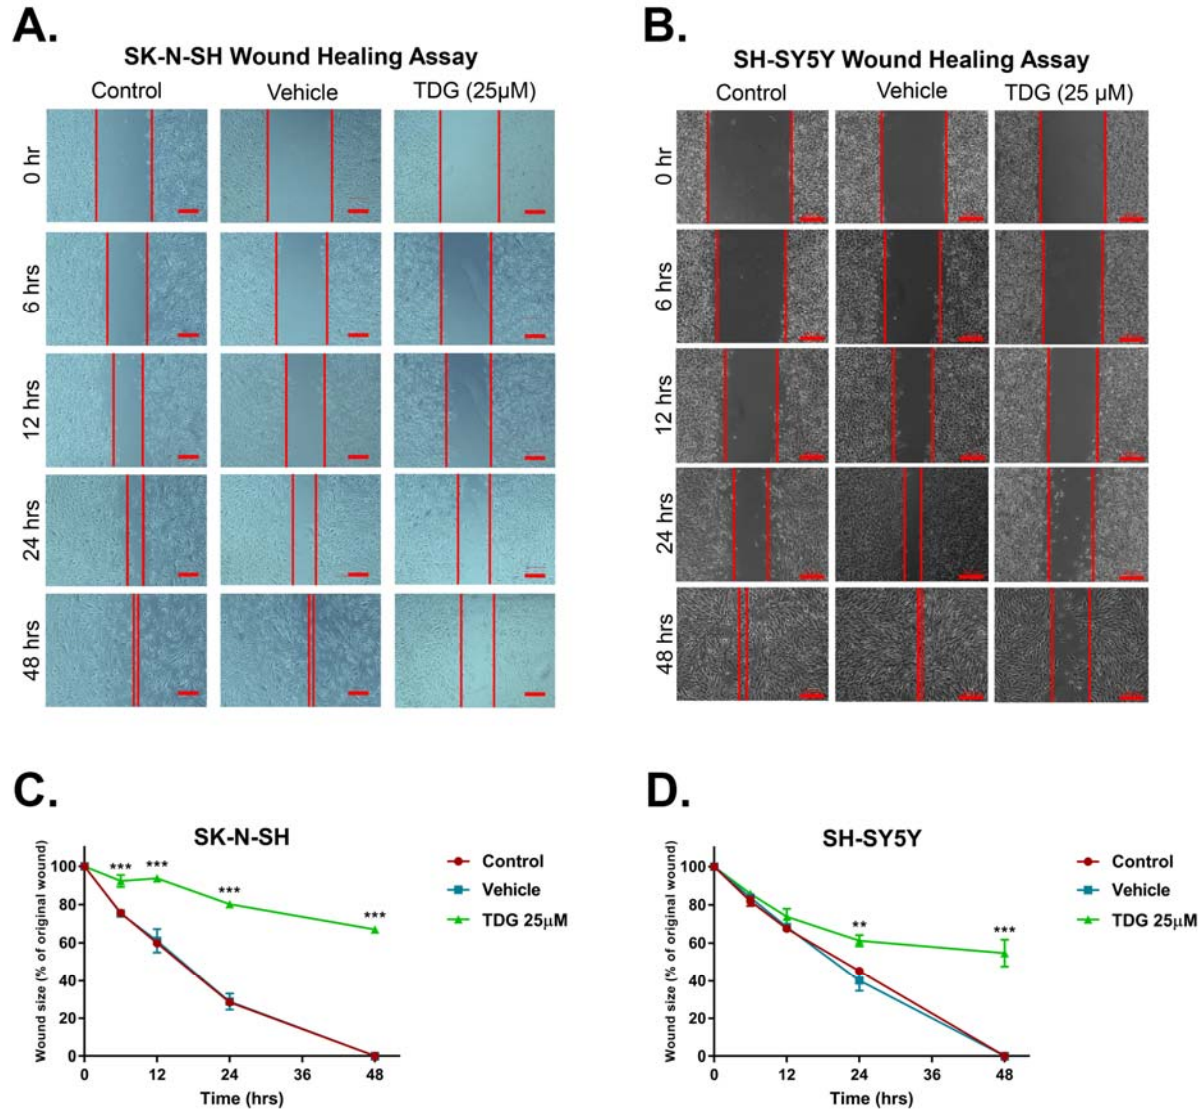 A.
SK-N-SH Wound Healing Assay
Control Vehicle TDG (25µM)
0 hr
6 hrs
12 hrs
24 hrs
48 hrs
B.
SH-SY5Y Wound Healing Assay
Control Vehicle TDG (25 µM)
0 hr
6 hrs
12 hrs
24 hrs
48 hrs
C.
SK-N-SH
Wound size (% of original wound)
100
80
60
40
20
0
*** *** *** ***
0 12 24 36 48
Time (hrs)
Control
Vehicle
TDG 25µM
D.
SH-SY5Y
Wound size (% of original wound)
100
80
60
40
20
0
** ***
0 12 24 36 48
Time (hrs)
Control
Vehicle
TDG 25µM